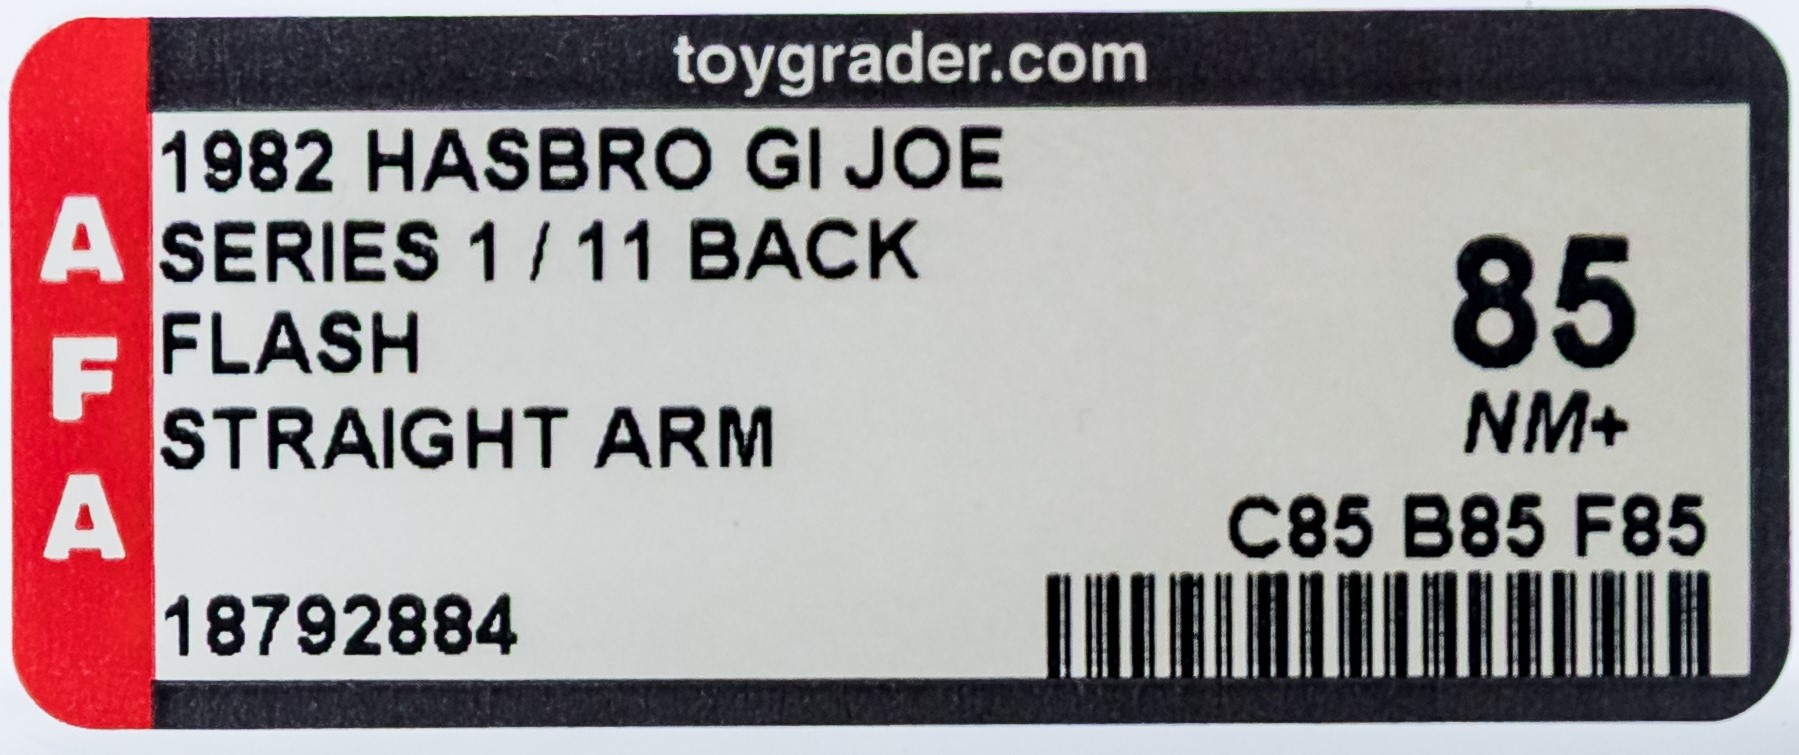 toygrader.com
AFA
1982 HASBRO GI JOE
SERIES 1 / 11 BACK
FLASH
STRAIGHT ARM
85
NM+
C85 B85 F85
18792884